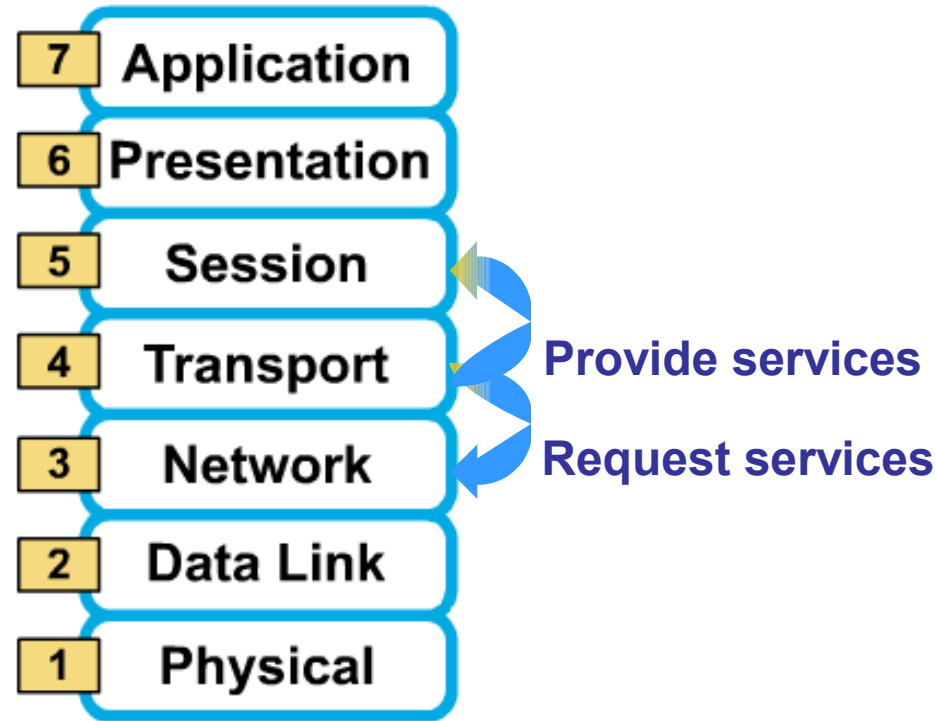 7 Application
6 Presentation
5 Session
4 Transport
Provide services
3 Network
Request services
2 Data Link
1 Physical